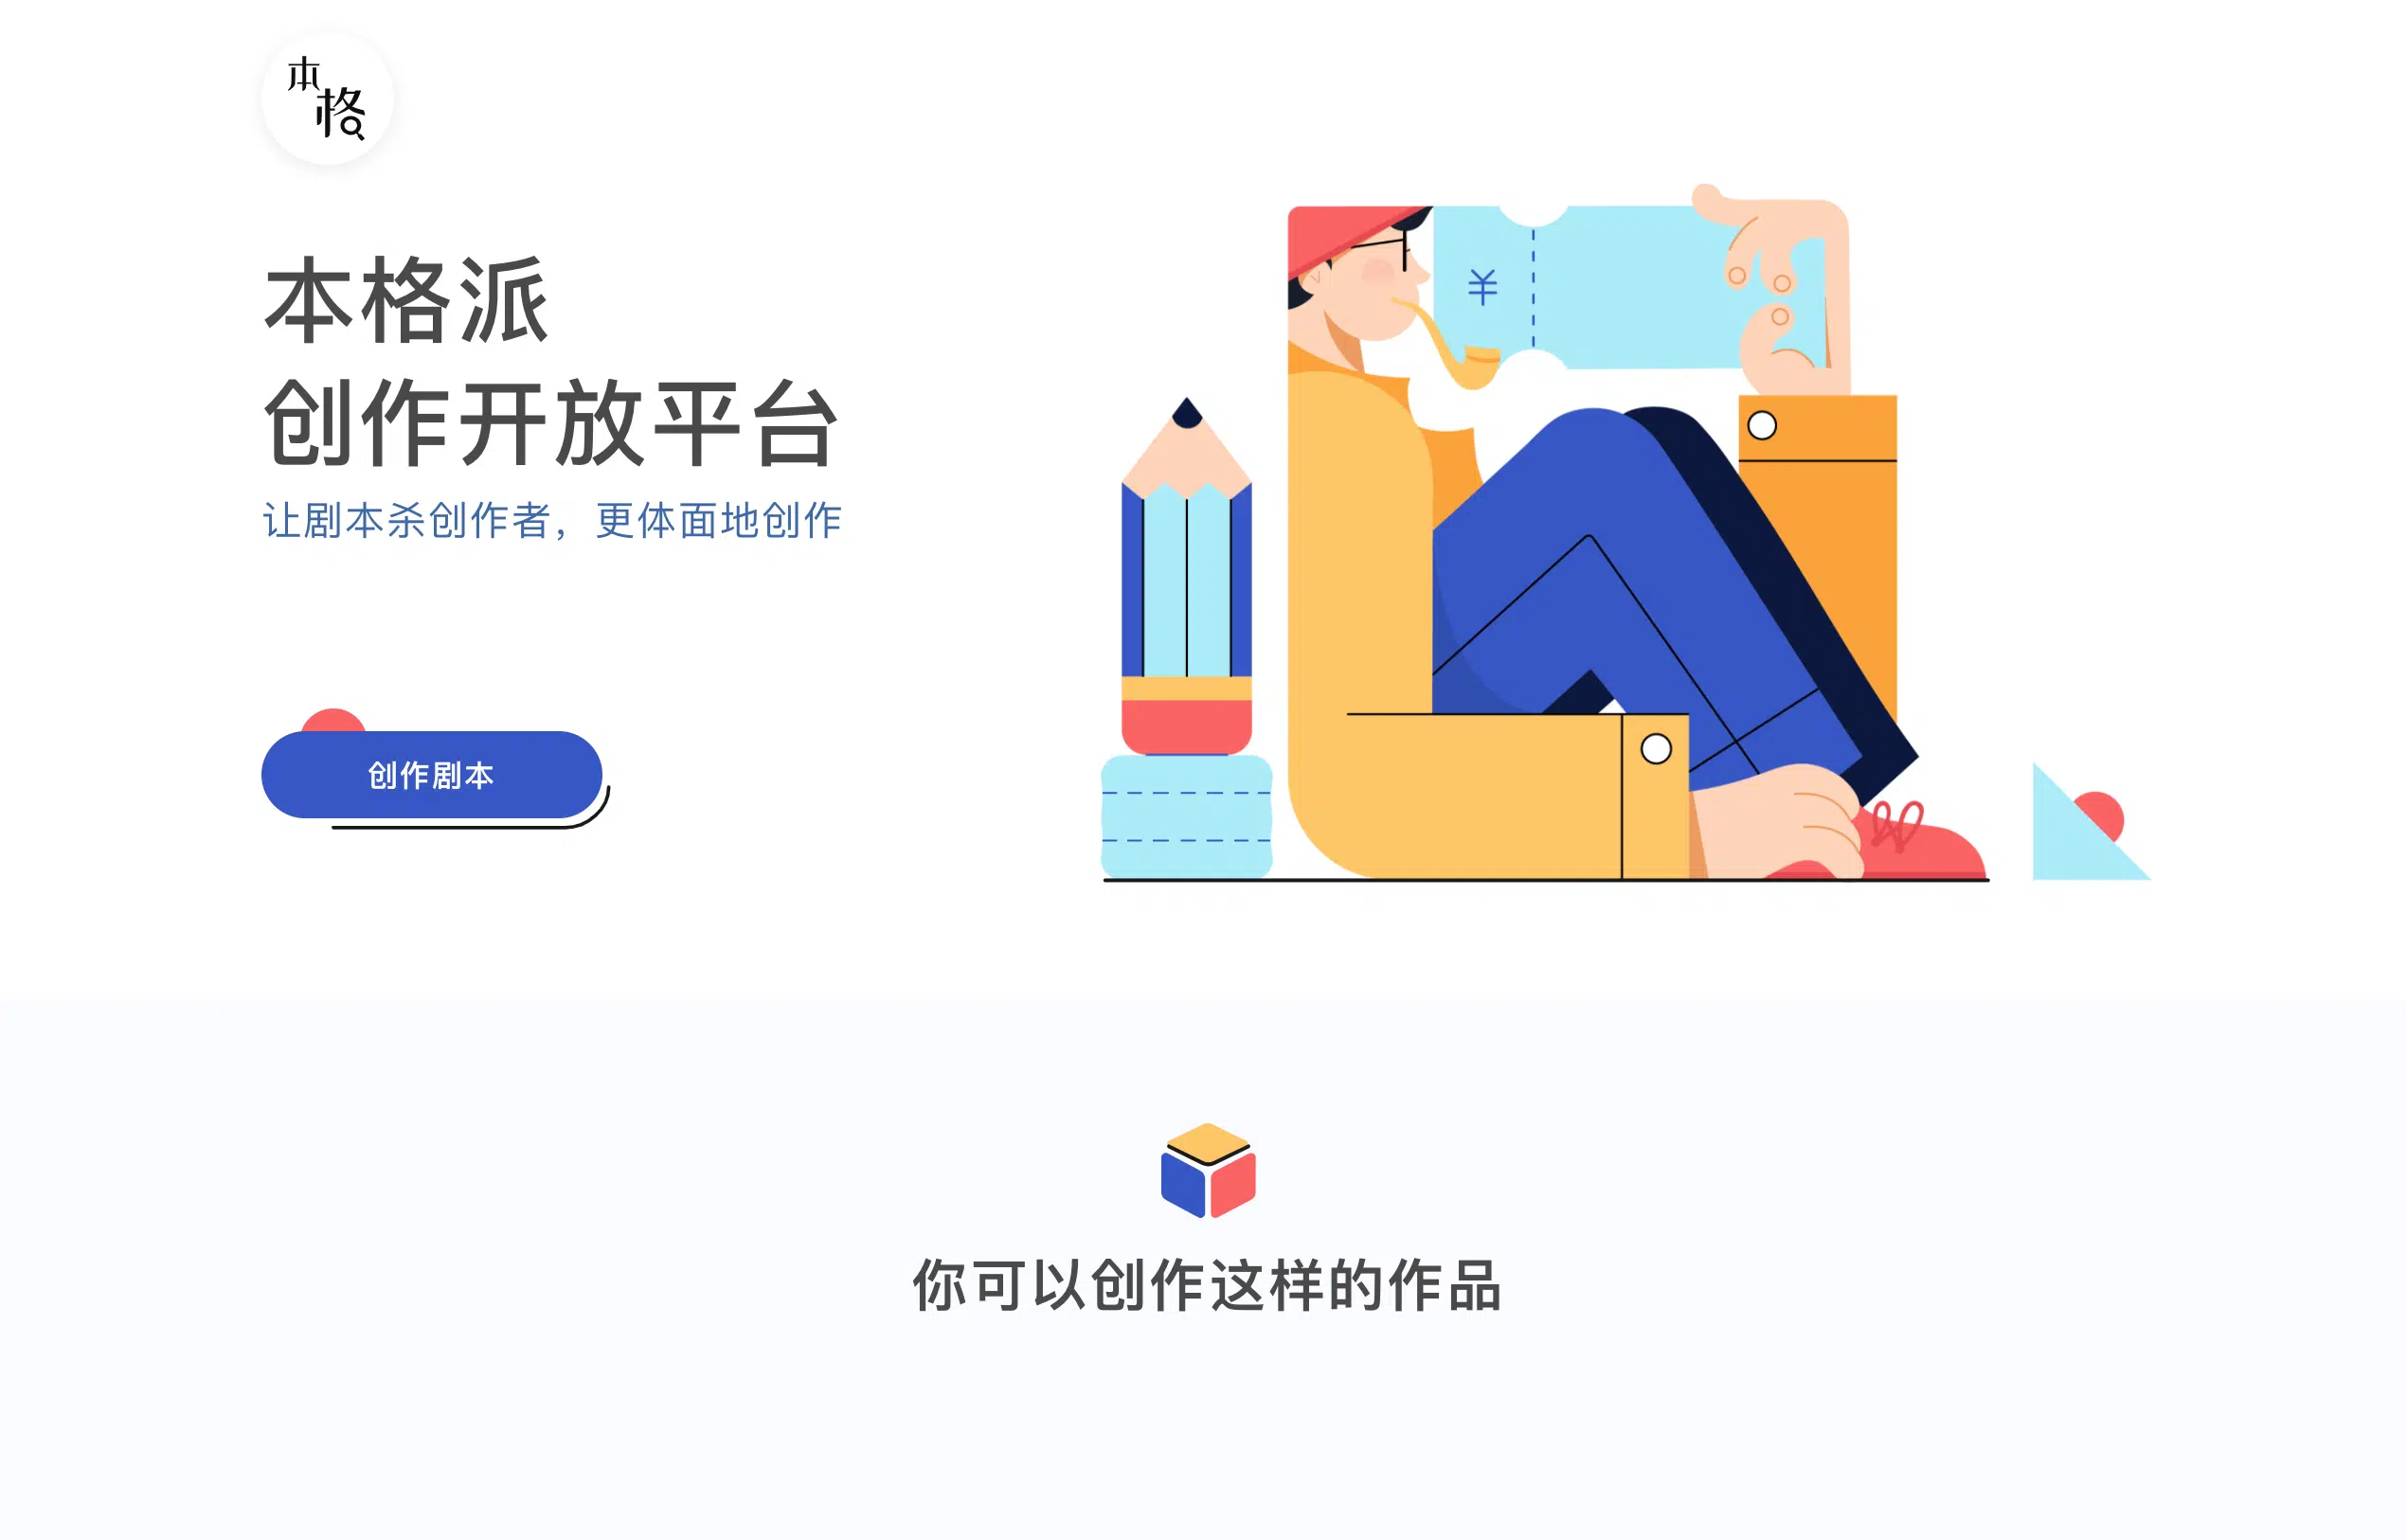 本格
本格派
创作开放平台
让剧本杀创作者，更体面地创作
创作剧本
¥
你可以创作这样的作品